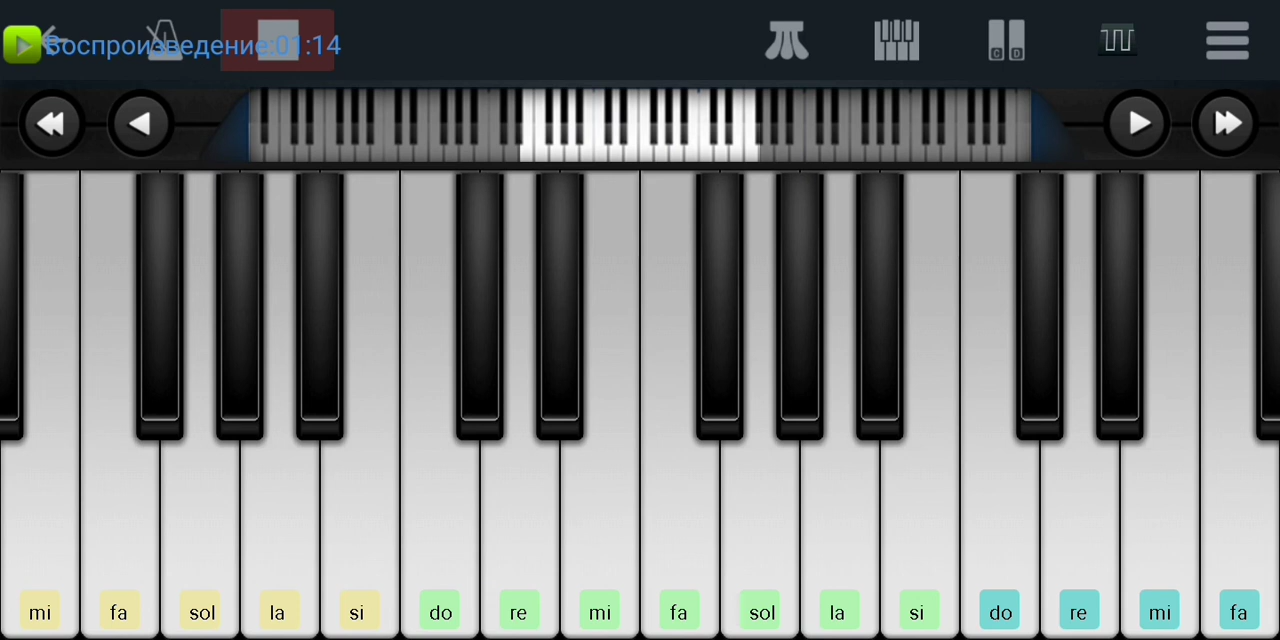 Воспроизведение:01:14
C D
mi fa sol la si do re mi fa sol la si do re mi fa